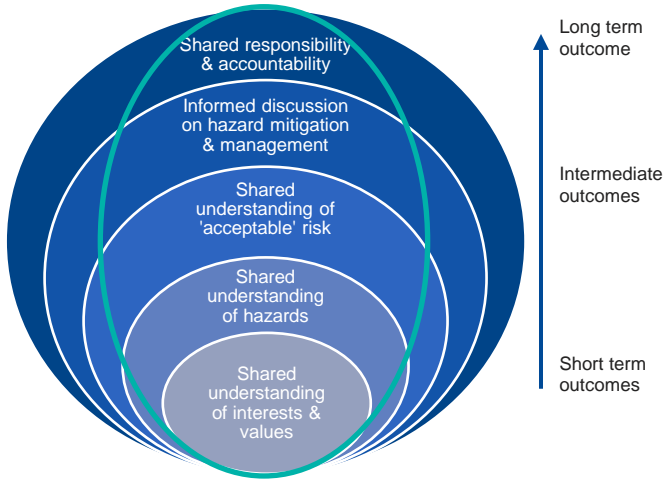 Shared responsibility
& accountability
Informed discussion
on hazard mitigation
& management
Shared
understanding of
'acceptable' risk
Shared
understanding
of hazards
Shared
understanding
of interests &
values
Long term
outcome
Intermediate
outcomes
Short term
outcomes